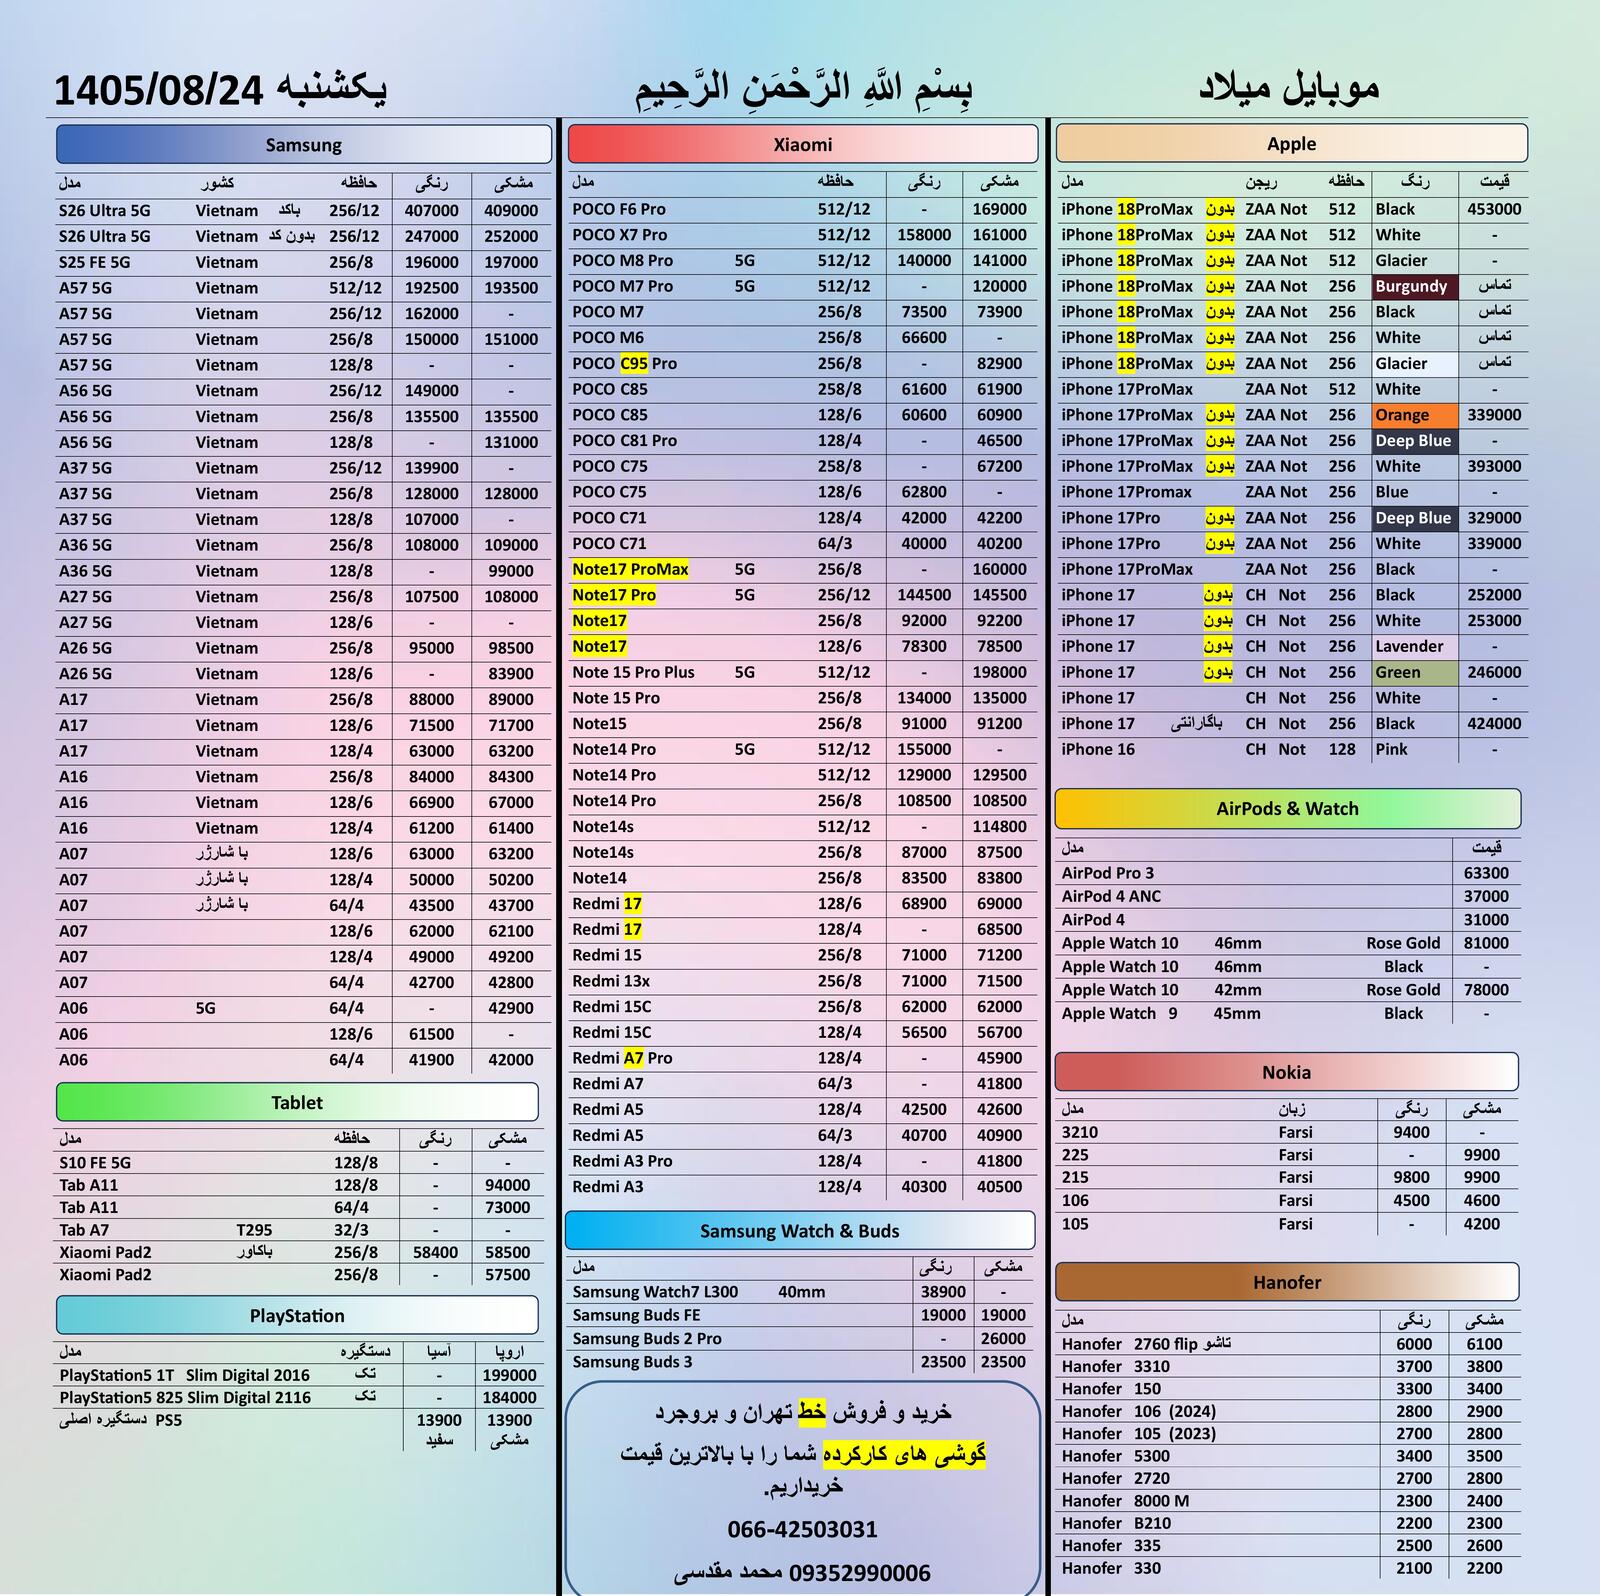 موبایل میلاد
بِسْمِ اللَّهِ الرَّحْمَنِ الرَّحِيمِ
یکشنبه 1405/08/24
Samsung
مدل کشور حافظه رنگی مشکی
S26 Ultra 5G Vietnam باکد 256/12 407000 409000
S26 Ultra 5G Vietnam بدون کد 256/12 247000 252000
S25 FE 5G Vietnam 256/8 196000 197000
A57 5G Vietnam 512/12 192500 193500
A57 5G Vietnam 256/12 162000 -
A57 5G Vietnam 256/8 150000 151000
A57 5G Vietnam 128/8 - -
A56 5G Vietnam 256/12 149000 -
A56 5G Vietnam 256/8 135500 135500
A56 5G Vietnam 128/8 - 131000
A37 5G Vietnam 256/12 139900 -
A37 5G Vietnam 256/8 128000 128000
A37 5G Vietnam 128/8 107000 -
A36 5G Vietnam 256/8 108000 109000
A36 5G Vietnam 128/8 - 99000
A27 5G Vietnam 256/8 107500 108000
A27 5G Vietnam 128/6 - -
A26 5G Vietnam 256/8 95000 98500
A26 5G Vietnam 128/6 - 83900
A17 Vietnam 256/8 88000 89000
A17 Vietnam 128/6 71500 71700
A17 Vietnam 128/4 63000 63200
A16 Vietnam 256/8 84000 84300
A16 Vietnam 128/6 66900 67000
A16 Vietnam 128/4 61200 61400
A07 با شارژر 128/6 63000 63200
A07 با شارژر 128/4 50000 50200
A07 با شارژر 64/4 43500 43700
A07 128/6 62000 62100
A07 128/4 49000 49200
A07 64/4 42700 42800
A06 5G 64/4 - 42900
A06 128/6 61500 -
A06 64/4 41900 42000
Tablet
مدل حافظه رنگی مشکی
S10 FE 5G 128/8 - -
Tab A11 128/8 - 94000
Tab A11 64/4 - 73000
Tab A7 T295 32/3 - -
Xiaomi Pad2 باکاور 256/8 58400 58500
Xiaomi Pad2 256/8 - 57500
PlayStation
مدل دستگیره آسیا اروپا
PlayStation5 1T Slim Digital 2016 تک - 199000
PlayStation5 825 Slim Digital 2116 تک - 184000
دستگیره اصلی PS5 13900 13900
سفید مشکی
Xiaomi
مدل حافظه رنگی مشکی
POCO F6 Pro 512/12 - 169000
POCO X7 Pro 512/12 158000 161000
POCO M8 Pro 5G 512/12 140000 141000
POCO M7 Pro 5G 512/12 - 120000
POCO M7 256/8 73500 73900
POCO M6 256/8 66600 -
POCO C95 Pro 256/8 - 82900
POCO C85 258/8 61600 61900
POCO C85 128/6 60600 60900
POCO C81 Pro 128/4 - 46500
POCO C75 258/8 - 67200
POCO C75 128/6 62800 -
POCO C71 128/4 42000 42200
POCO C71 64/3 40000 40200
Note17 ProMax 5G 256/8 - 160000
Note17 Pro 5G 256/12 144500 145500
Note17 256/8 92000 92200
Note17 128/6 78300 78500
Note 15 Pro Plus 5G 512/12 - 198000
Note 15 Pro 256/8 134000 135000
Note15 256/8 91000 91200
Note14 Pro 5G 512/12 155000 -
Note14 Pro 512/12 129000 129500
Note14 Pro 256/8 108500 108500
Note14s 512/12 - 114800
Note14s 256/8 87000 87500
Note14 256/8 83500 83800
Redmi 17 128/6 68900 69000
Redmi 17 128/4 - 68500
Redmi 15 256/8 71000 71200
Redmi 13x 256/8 71000 71500
Redmi 15C 256/8 62000 62000
Redmi 15C 128/4 56500 56700
Redmi A7 Pro 128/4 - 45900
Redmi A7 64/3 - 41800
Redmi A5 128/4 42500 42600
Redmi A5 64/3 40700 40900
Redmi A3 Pro 128/4 - 41800
Redmi A3 128/4 40300 40500
Samsung Watch & Buds
مدل رنگی مشکی
Samsung Watch7 L300 40mm 38900 -
Samsung Buds FE 19000 19000
Samsung Buds 2 Pro - 26000
Samsung Buds 3 23500 23500
خرید و فروش خط تهران و بروجرد
گوشی های کارکرده شما را با بالاترین قیمت
خریداریم.
066-42503031
09352990006 محمد مقدسی
Apple
مدل ریجن حافظه رنگ قیمت
iPhone 18ProMax بدون ZAA Not 512 Black 453000
iPhone 18ProMax بدون ZAA Not 512 White -
iPhone 18ProMax بدون ZAA Not 512 Glacier -
iPhone 18ProMax بدون ZAA Not 256 Burgundy تماس
iPhone 18ProMax بدون ZAA Not 256 Black تماس
iPhone 18ProMax بدون ZAA Not 256 White تماس
iPhone 18ProMax بدون ZAA Not 256 Glacier تماس
iPhone 17ProMax ZAA Not 512 White -
iPhone 17ProMax بدون ZAA Not 256 Orange 339000
iPhone 17ProMax بدون ZAA Not 256 Deep Blue -
iPhone 17ProMax بدون ZAA Not 256 White 393000
iPhone 17Promax ZAA Not 256 Blue -
iPhone 17Pro بدون ZAA Not 256 Deep Blue 329000
iPhone 17Pro بدون ZAA Not 256 White 339000
iPhone 17ProMax ZAA Not 256 Black -
iPhone 17 بدون CH Not 256 Black 252000
iPhone 17 بدون CH Not 256 White 253000
iPhone 17 بدون CH Not 256 Lavender -
iPhone 17 بدون CH Not 256 Green 246000
iPhone 17 CH Not 256 White -
iPhone 17 باگارانتی CH Not 256 Black 424000
iPhone 16 CH Not 128 Pink -
AirPods & Watch
مدل قیمت
AirPod Pro 3 63300
AirPod 4 ANC 37000
AirPod 4 31000
Apple Watch 10 46mm Rose Gold 81000
Apple Watch 10 46mm Black -
Apple Watch 10 42mm Rose Gold 78000
Apple Watch 9 45mm Black -
Nokia
مدل زبان رنگی مشکی
3210 Farsi 9400 -
225 Farsi - 9900
215 Farsi 9800 9900
106 Farsi 4500 4600
105 Farsi - 4200
Hanofer
مدل رنگی مشکی
Hanofer 2760 flip تاشو 6000 6100
Hanofer 3310 3700 3800
Hanofer 150 3300 3400
Hanofer 106 (2024) 2800 2900
Hanofer 105 (2023) 2700 2800
Hanofer 5300 3400 3500
Hanofer 2720 2700 2800
Hanofer 8000 M 2300 2400
Hanofer B210 2200 2300
Hanofer 335 2500 2600
Hanofer 330 2100 2200